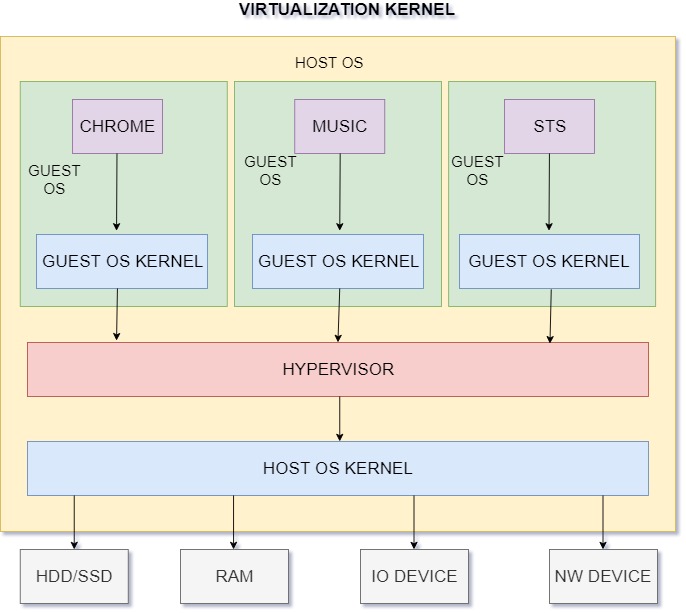 VIRTUALIZATION KERNEL
HOST OS
CHROME
MUSIC
STS
GUEST
OS
GUEST
OS
GUEST
OS
GUEST OS KERNEL
GUEST OS KERNEL
GUEST OS KERNEL
HYPERVISOR
HOST OS KERNEL
HDD/SSD
RAM
IO DEVICE
NW DEVICE